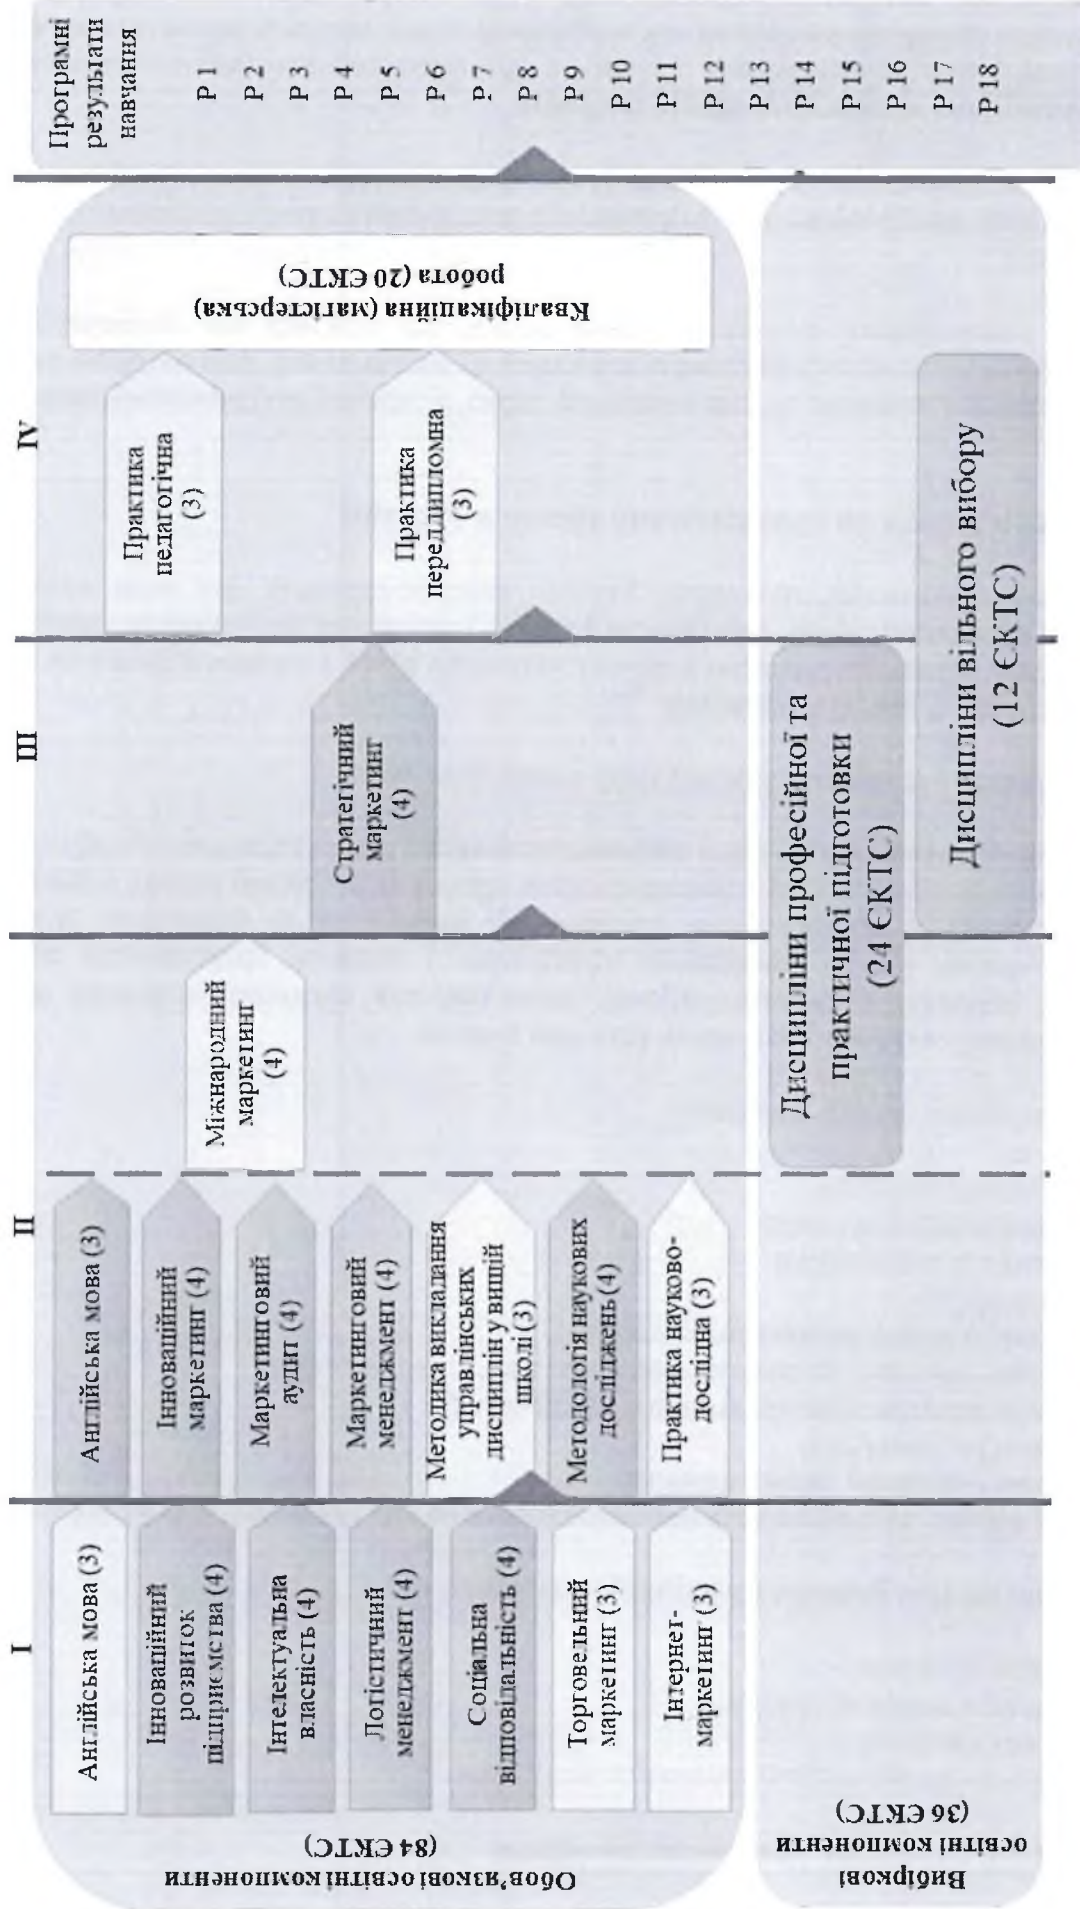 I
II
III
IV
Програмні
результати
навчання
Обов’язкові освітні компоненти
(84 ЄКТС)
Англійська мова (3)
Інноваційний
розвиток
підприємства (4)
Інтелектуальна
власність (4)
Логістичний
менеджмент (4)
Соціальна
відповідальність (4)
Торговельний
маркетинг (3)
Інтернет-
маркетинг (3)
Англійська мова (3)
Інноваційний
маркетинг (4)
Маркетинговий
аудит (4)
Маркетинговий
менеджмент (4)
Методика викладання
управлінських
дисциплін у вищій
школі (3)
Методологія наукових
досліджень (4)
Практика науково-
дослідна (3)
Міжнародний
маркетинг
(4)
Стратегічний
маркетинг
(4)
Практика
педагогічна
(3)
Практика
переддипломна
(3)
Кваліфікаційна (магістерська)
робота (20 ЄКТС)
Вибіркові
освітні компоненти
(36 ЄКТС)
Дисципліни професійної та
практичної підготовки
(24 ЄКТС)
Дисципліни вільного вибору
(12 ЄКТС)
Р 1
Р 2
Р 3
Р 4
Р 5
Р 6
Р 7
Р 8
Р 9
Р 10
Р 11
Р 12
Р 13
Р 14
Р 15
Р 16
Р 17
Р 18